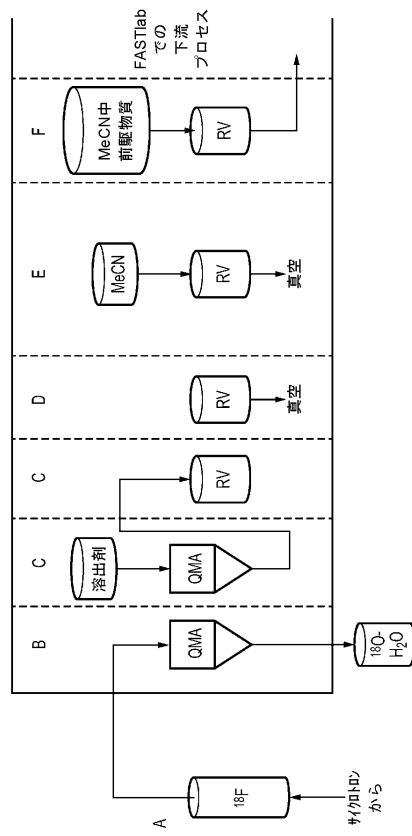 A
18F
サイクロトロン
から
B
QMA
18O-
H2O
C
溶出剤
QMA
C
RV
D
RV
真空
E
MeCN
RV
真空
F
MeCN中
前駆物質
RV
FASTlab
での
下流
プロセス